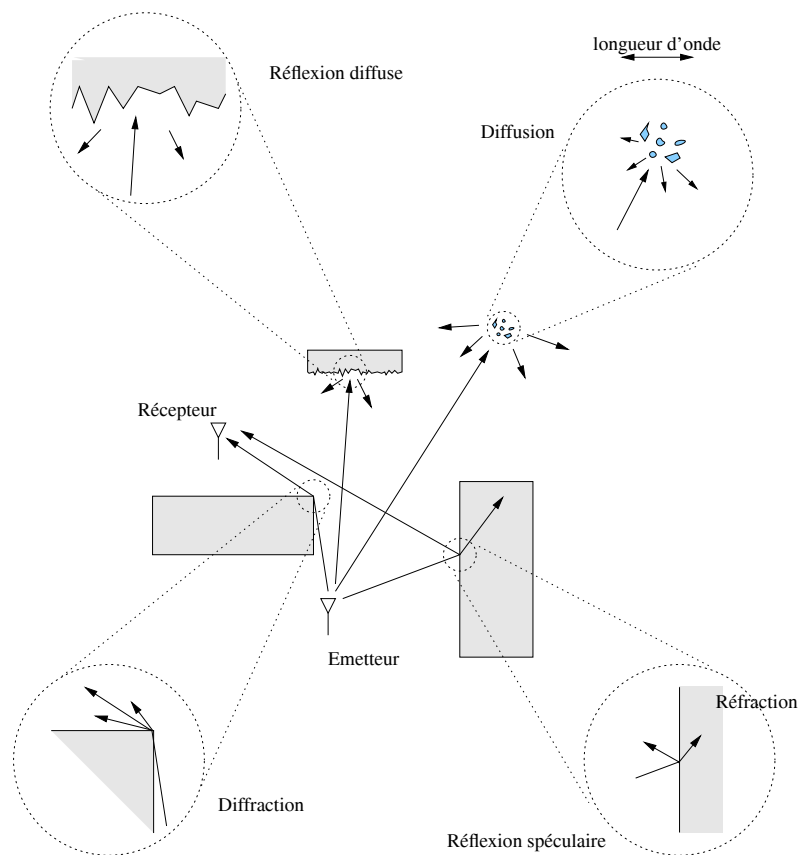 longueur d'onde
Réflexion diffuse
Diffusion
Récepteur
Emetteur
Réfraction
Diffraction
Réflexion spéculaire